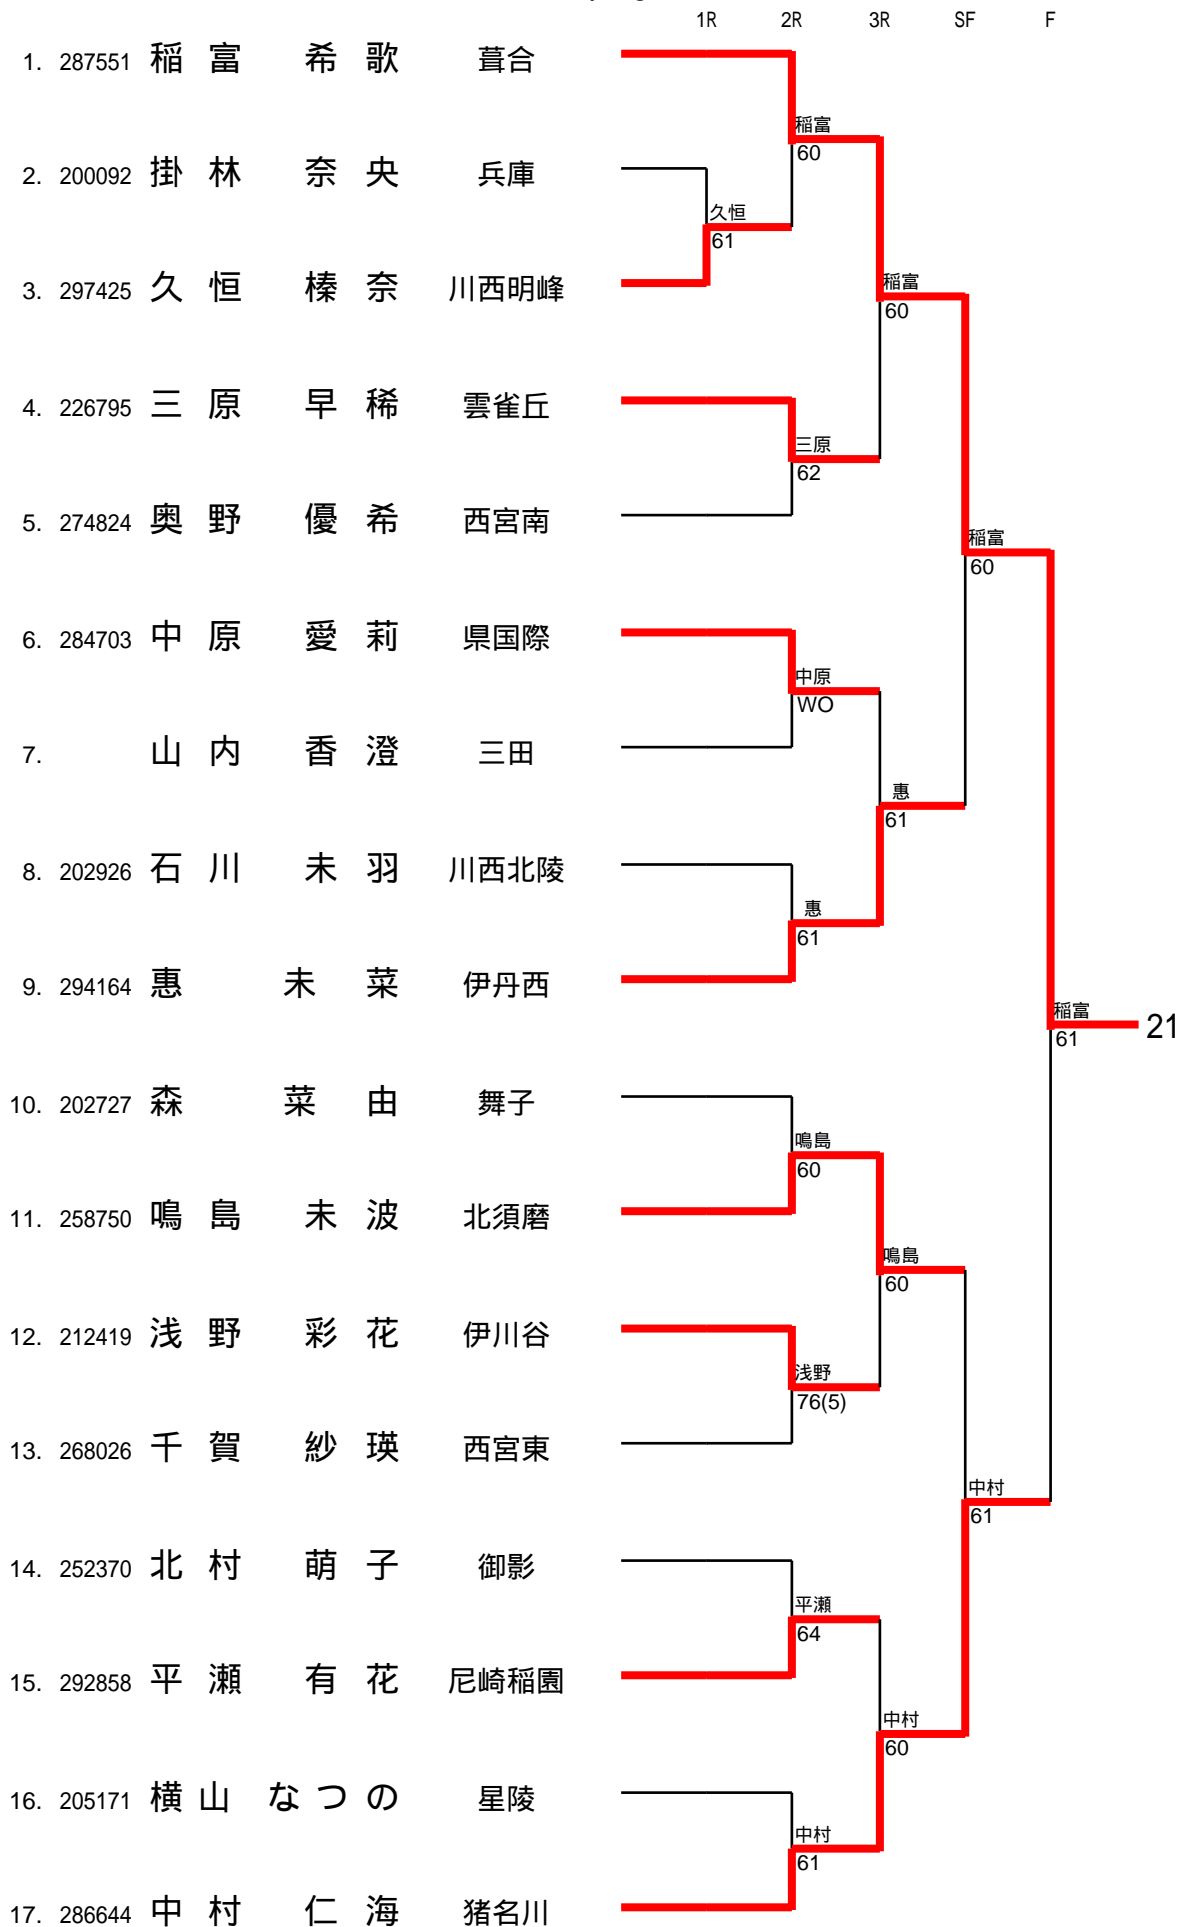 1R 2R 3R SF F
1. 287551 稲富 希歌 葺合
稲富
60
2. 200092 掛林 奈央 兵庫
久恒
61
3. 297425 久恒 榛奈 川西明峰
稲富
60
4. 226795 三原 早稀 雲雀丘
三原
62
5. 274824 奥野 優希 西宮南
稲富
60
6. 284703 中原 愛莉 県国際
中原
WO
7. 山内 香澄 三田
惠
61
8. 202926 石川 未羽 川西北陵
惠
61
9. 294164 惠 未菜 伊丹西
稲富
61
21
10. 202727 森 菜由 舞子
鳴島
60
11. 258750 鳴島 未波 北須磨
鳴島
60
12. 212419 浅野 彩花 伊川谷
浅野
76(5)
13. 268026 千賀 紗瑛 西宮東
中村
61
14. 252370 北村 萌子 御影
平瀬
64
15. 292858 平瀬 有花 尼崎稲園
中村
60
16. 205171 横山 なつの 星陵
中村
61
17. 286644 中村 仁海 猪名川